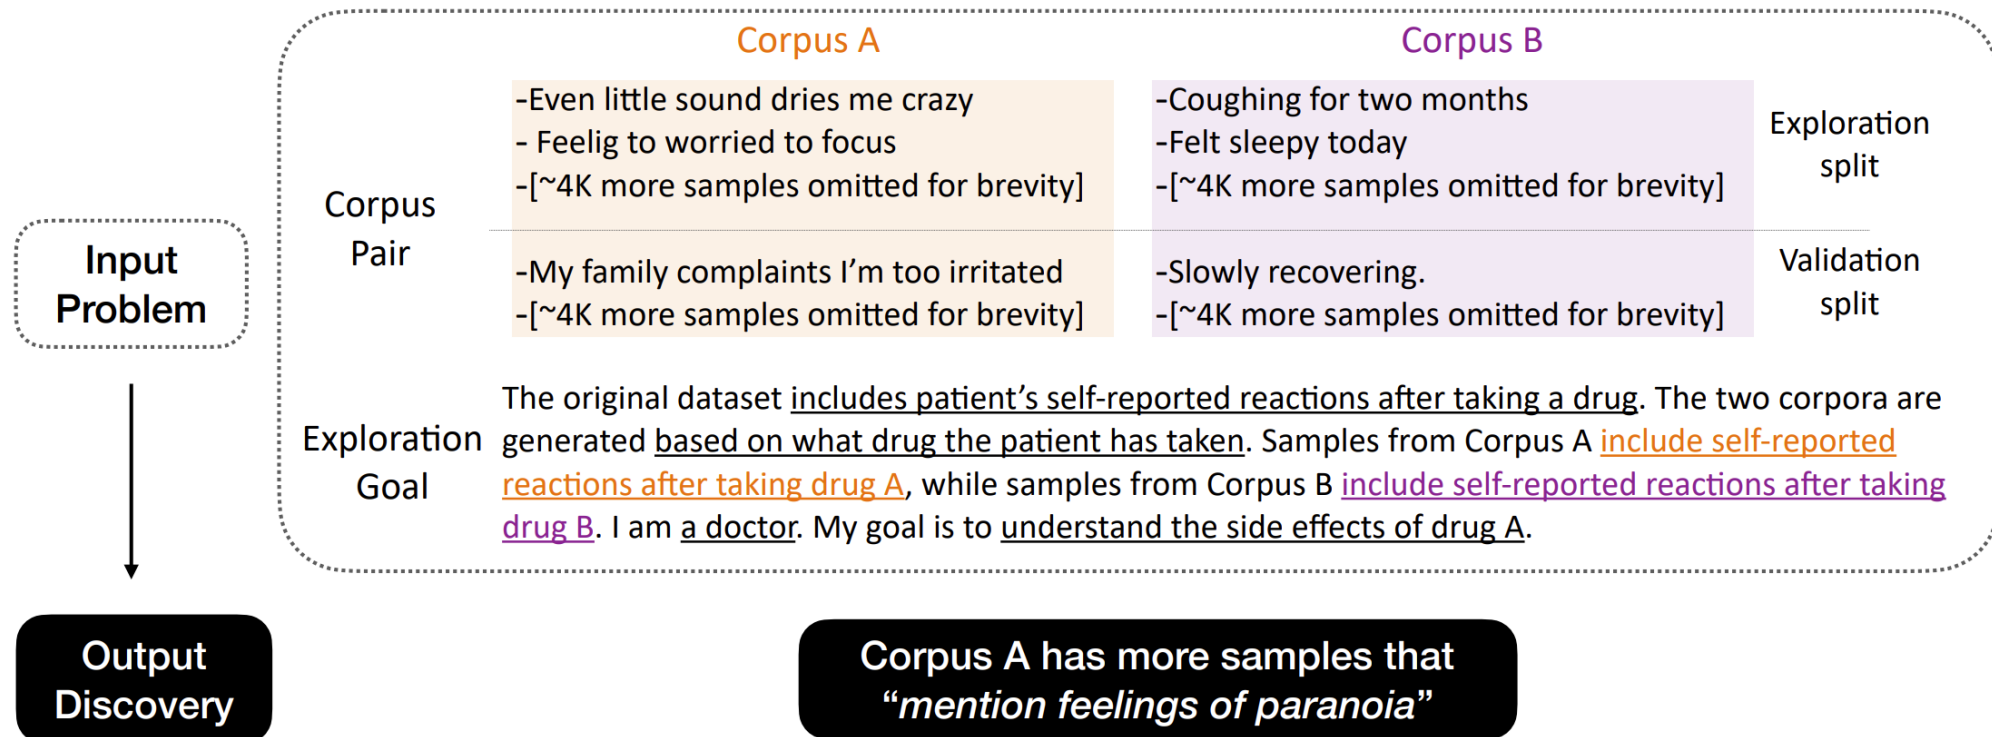 Corpus A
Corpus B
-Even little sound dries me crazy
- Feelig to worried to focus
-[~4K more samples omitted for brevity]
-Coughing for two months
-Felt sleepy today
-[~4K more samples omitted for brevity]
Exploration
split
Corpus
Pair
-My family complaints I'm too irritated
-[~4K more samples omitted for brevity]
-Slowly recovering.
-[~4K more samples omitted for brevity]
Validation
split
Input
Problem
Exploration
Goal
The original dataset includes patient's self-reported reactions after taking a drug. The two corpora are
generated based on what drug the patient has taken. Samples from Corpus A include self-reported
reactions after taking drug A, while samples from Corpus B include self-reported reactions after taking
drug B. I am a doctor. My goal is to understand the side effects of drug A.
Output
Discovery
Corpus A has more samples that
"mention feelings of paranoia"